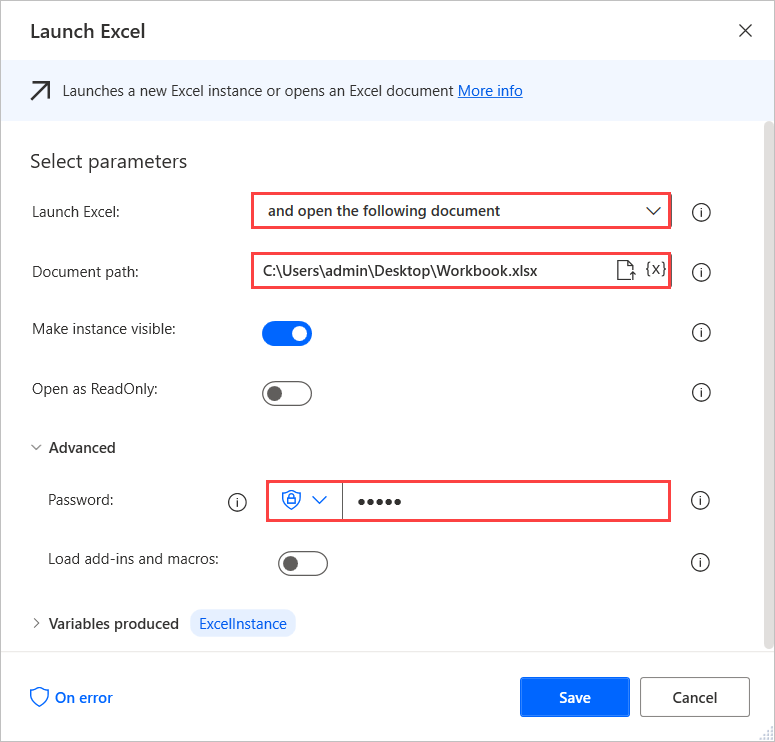 Launch Excel
Launches a new Excel instance or opens an Excel document More info
Select parameters
Launch Excel: and open the following document
Document path: C:\Users\admin\Desktop\Workbook.xlsx {x}
Make instance visible:
Open as ReadOnly:
Advanced
Password: •••••
Load add-ins and macros:
Variables produced ExcelInstance
On error Save Cancel